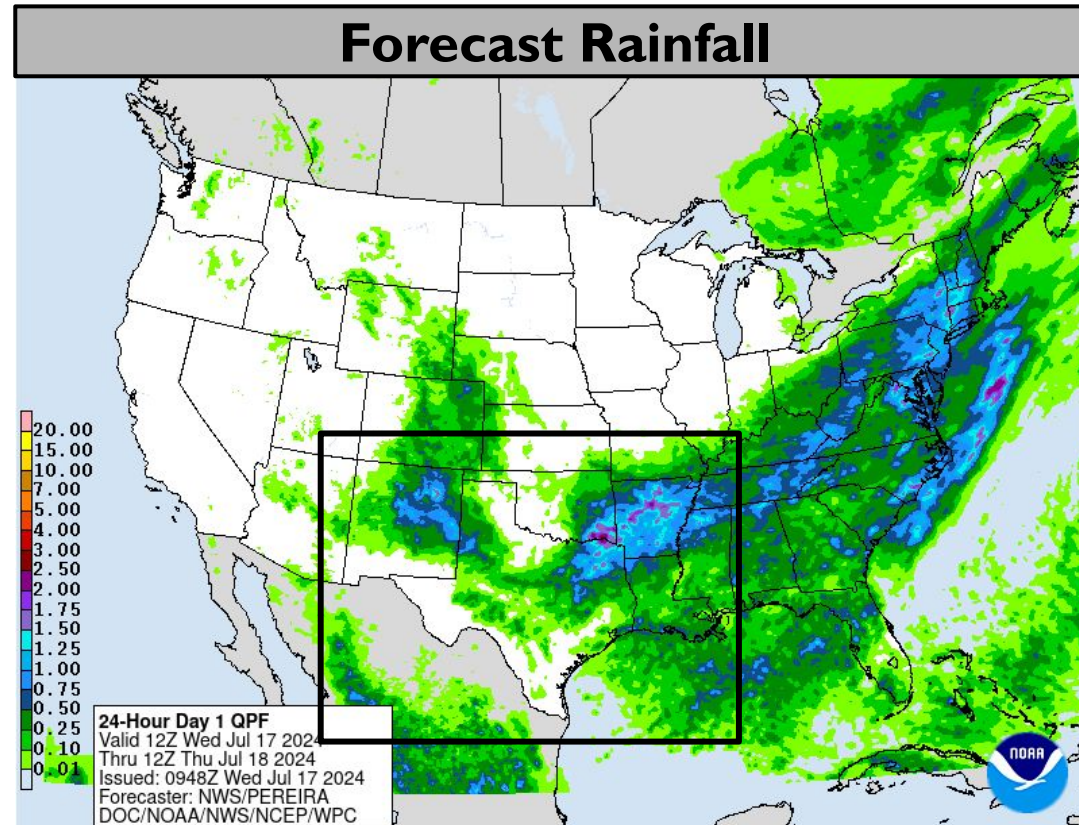 Forecast Rainfall
20.00
15.00
10.00
7.00
5.00
4.00
3.00
2.50
2.00
1.75
1.50
1.25
1.00
0.75
0.50
0.25
0.10
0.01
24-Hour Day 1 QPF
Valid 12Z Wed Jul 17 2024
Thru 12Z Thu Jul 18 2024
Issued: 0948Z Wed Jul 17 2024
Forecaster: NWS/PEREIRA
DOC/NOAA/NWS/NCEP/WPC
NOAA